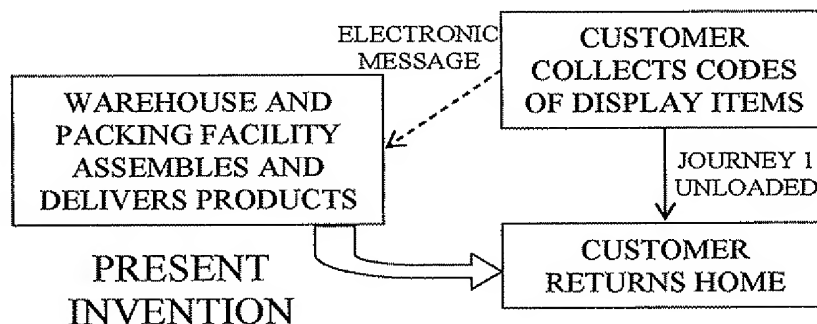 ELECTRONIC
MESSAGE
CUSTOMER
COLLECTS CODES
OF DISPLAY ITEMS
WAREHOUSE AND
PACKING FACILITY
ASSEMBLES AND
DELIVERS PRODUCTS
JOURNEY 1
UNLOADED
CUSTOMER
RETURNS HOME
PRESENT
INVENTION